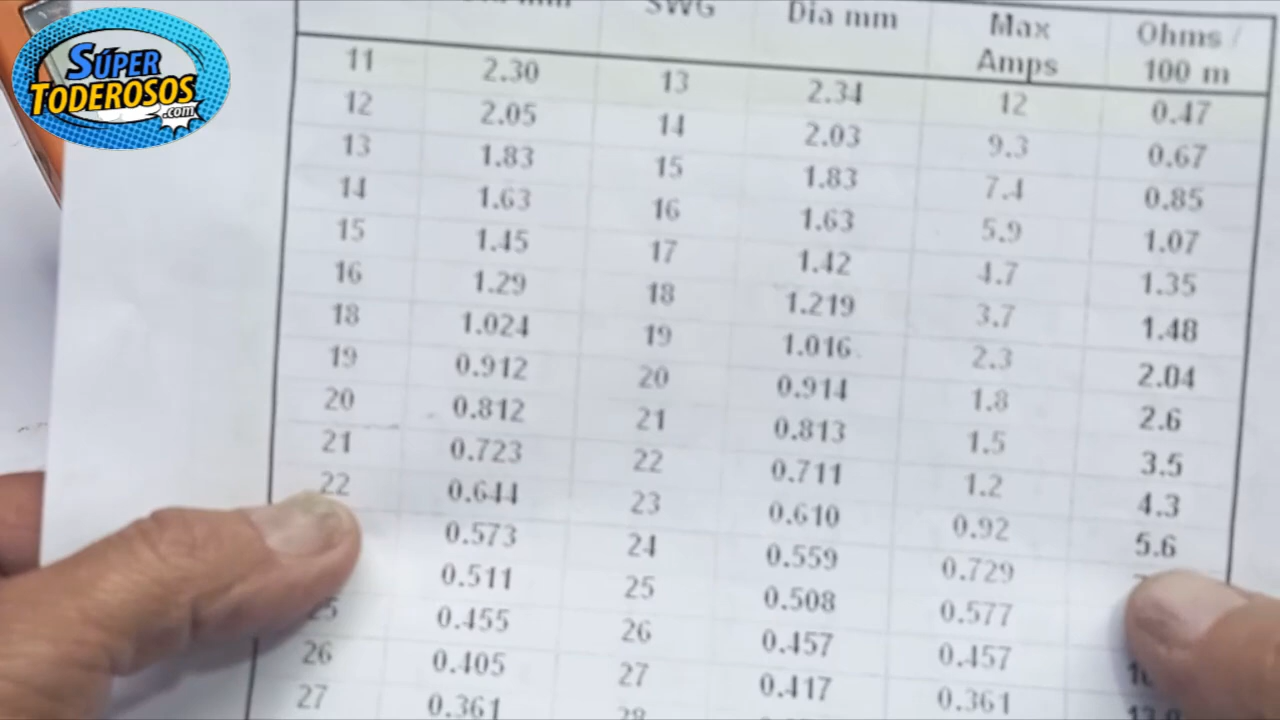 SÚPER
TODEROSOS
.com
mm SWG Dia mm Max Amps Ohms / 100 m
11 2.30 13 2.34 12 0.47
12 2.05 14 2.03 9.3 0.67
13 1.83 15 1.83 7.4 0.85
14 1.63 16 1.63 5.9 1.07
15 1.45 17 1.42 4.7 1.35
16 1.29 18 1.219 3.7 1.48
18 1.024 19 1.016 2.3 2.04
19 0.912 20 0.914 1.8 2.6
20 0.812 21 0.813 1.5 3.5
21 0.723 22 0.711 1.2 4.3
22 0.644 23 0.610 0.92 5.6
0.573 24 0.559 0.729
0.511 25 0.508 0.577
0.455 26 0.457 0.457
26 0.405 27 0.417 0.361
27 0.361